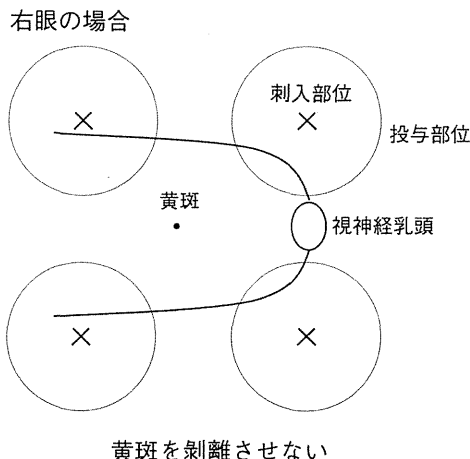 右眼の場合
刺入部位
投与部位
黄斑
視神経乳頭
黄斑を剥離させない